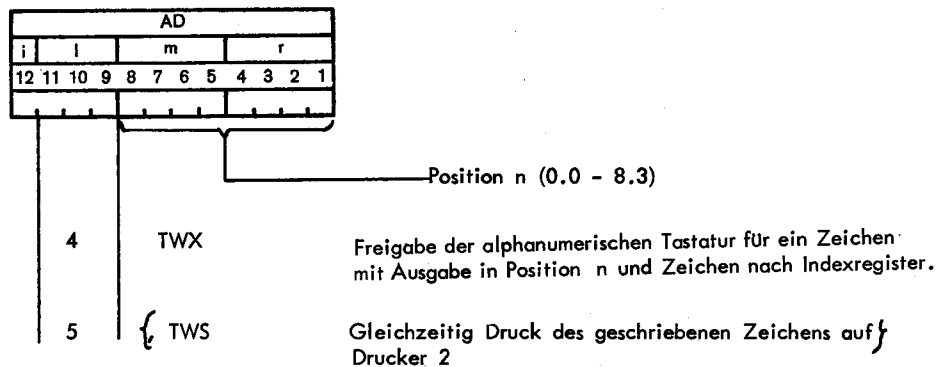 AD
i l m r
12 11 10 9 8 7 6 5 4 3 2 1
Position n (0.0 - 8.3)
4 TWX Freigabe der alphanumerischen Tastatur für ein Zeichen
mit Ausgabe in Position n und Zeichen nach Indexregister.
5 { TWS Gleichzeitig Druck des geschriebenen Zeichens auf }
Drucker 2